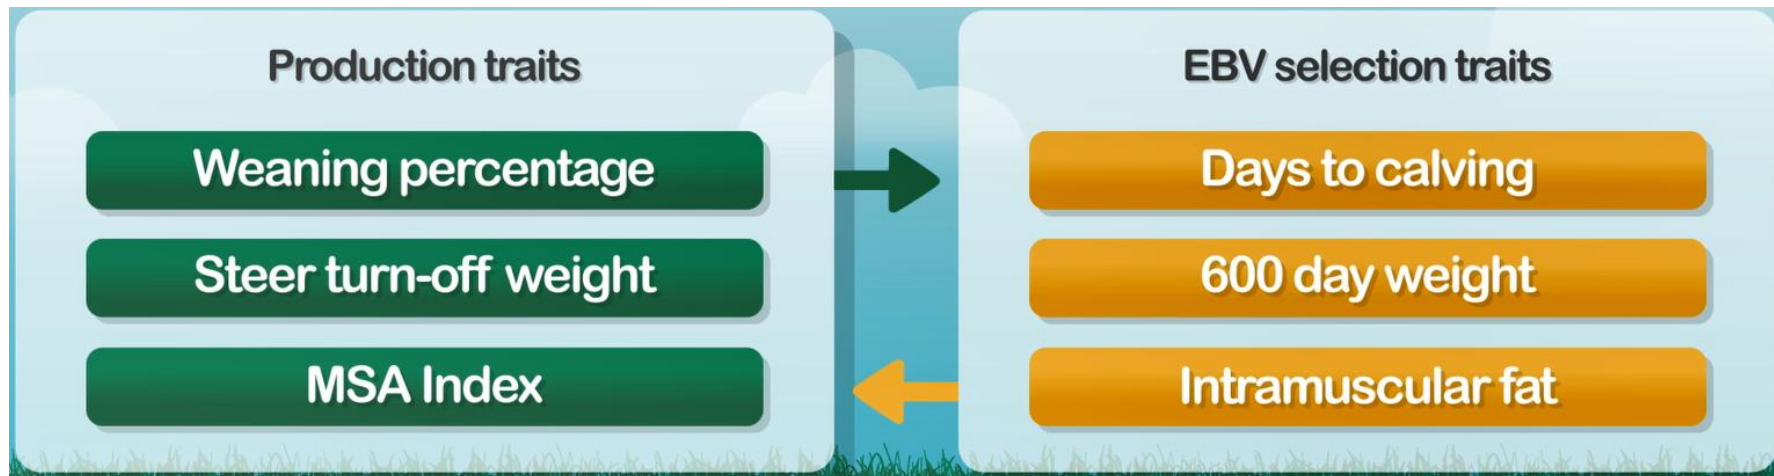 Production traits
Weaning percentage
Steer turn-off weight
MSA Index
EBV selection traits
Days to calving
600 day weight
Intramuscular fat